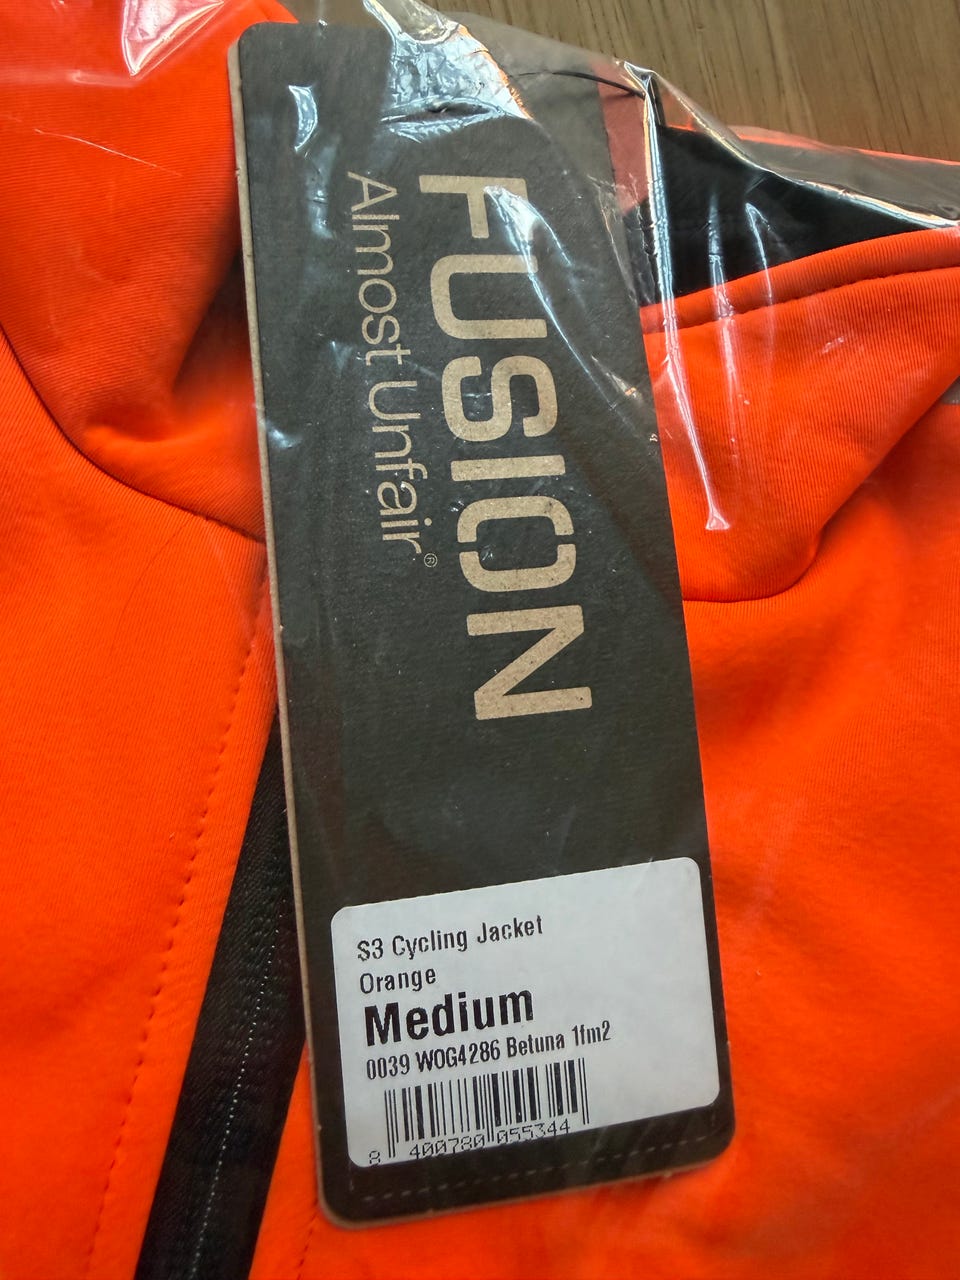 FUSION
Almost Unfair®
S3 Cycling Jacket
Orange
Medium
0039 WOG4286 Betuna 1fm2
8 400780 055344